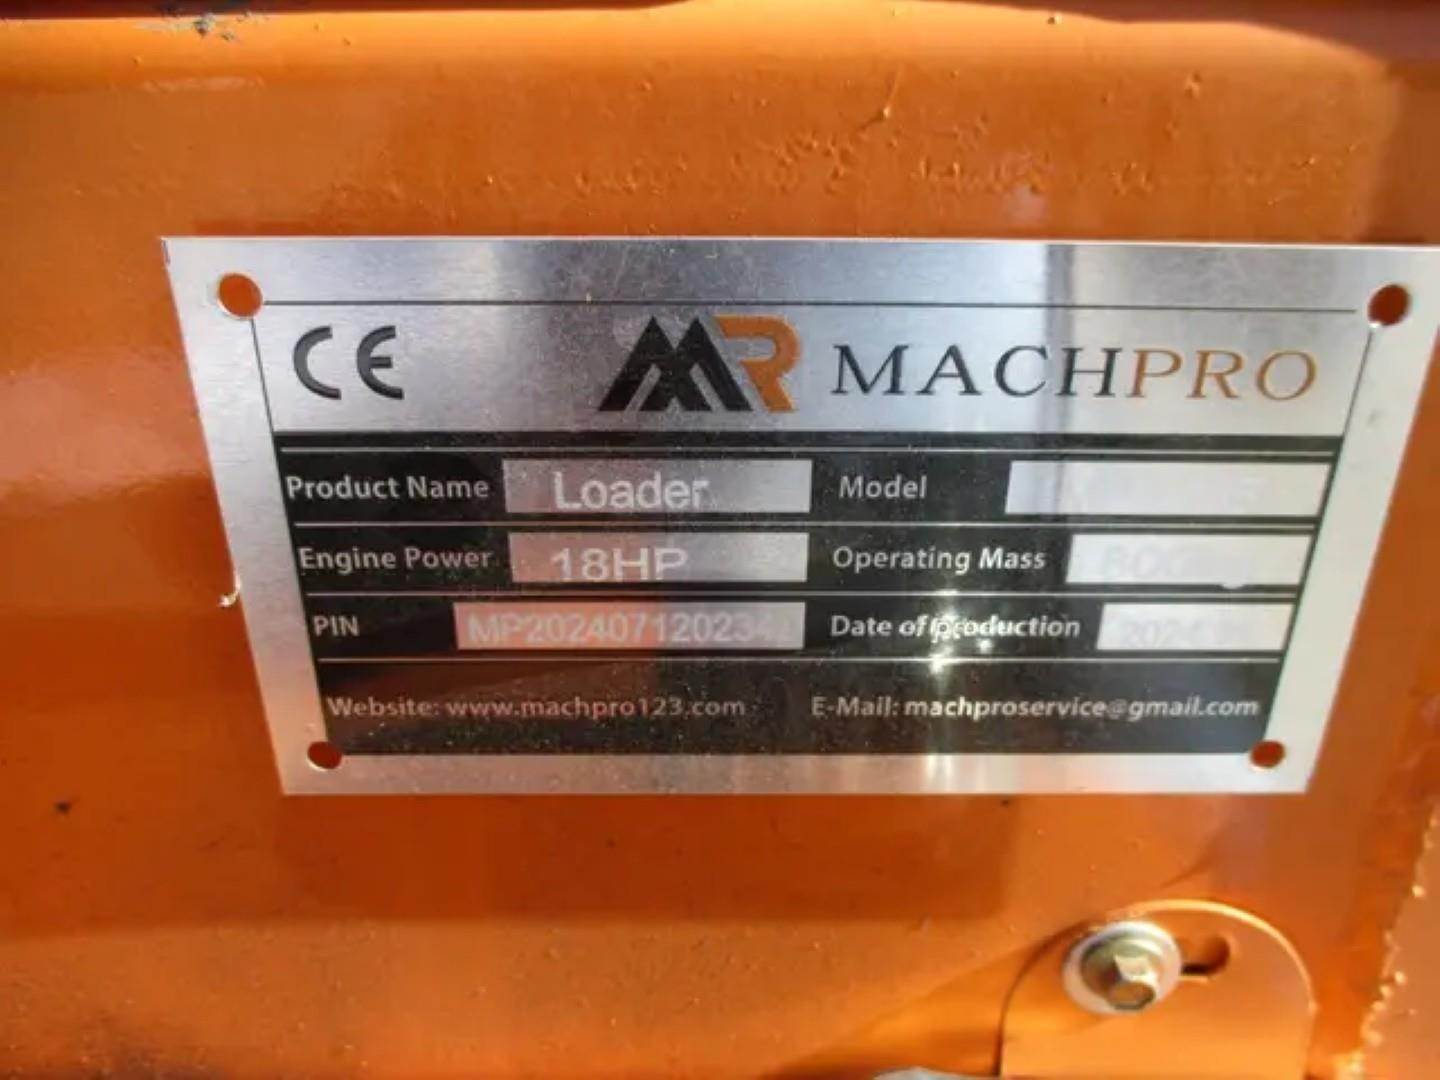 CE MR MACHPRO
Product Name Loader Model
Engine Power 18HP Operating Mass
PIN Date of production
Website: www.machpro123.com E-Mail: machproservice@gmail.com